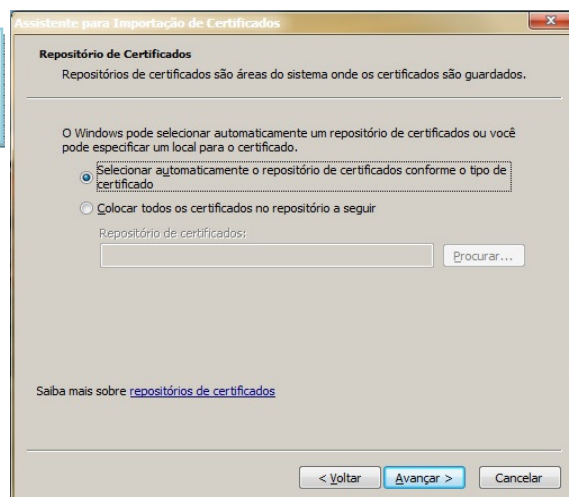 Assistente para Importação de Certificados
Repositório de Certificados
Repositórios de certificados são áreas do sistema onde os certificados são guardados.
O Windows pode selecionar automaticamente um repositório de certificados ou você
pode especificar um local para o certificado.
Selecionar automaticamente o repositório de certificados conforme o tipo de
certificado
Colocar todos os certificados no repositório a seguir
Repositório de certificados:
Procurar...
Saiba mais sobre repositórios de certificados
< Voltar Avançar > Cancelar